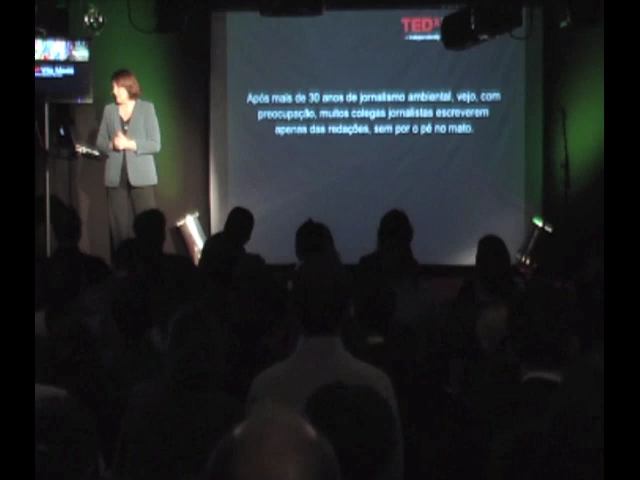 TEDx
Após mais de 30 anos de jornalismo ambiental, vejo, com
preocupação, muitos colegas jornalistas escreverem
apenas das redações, sem por o pé no mato.